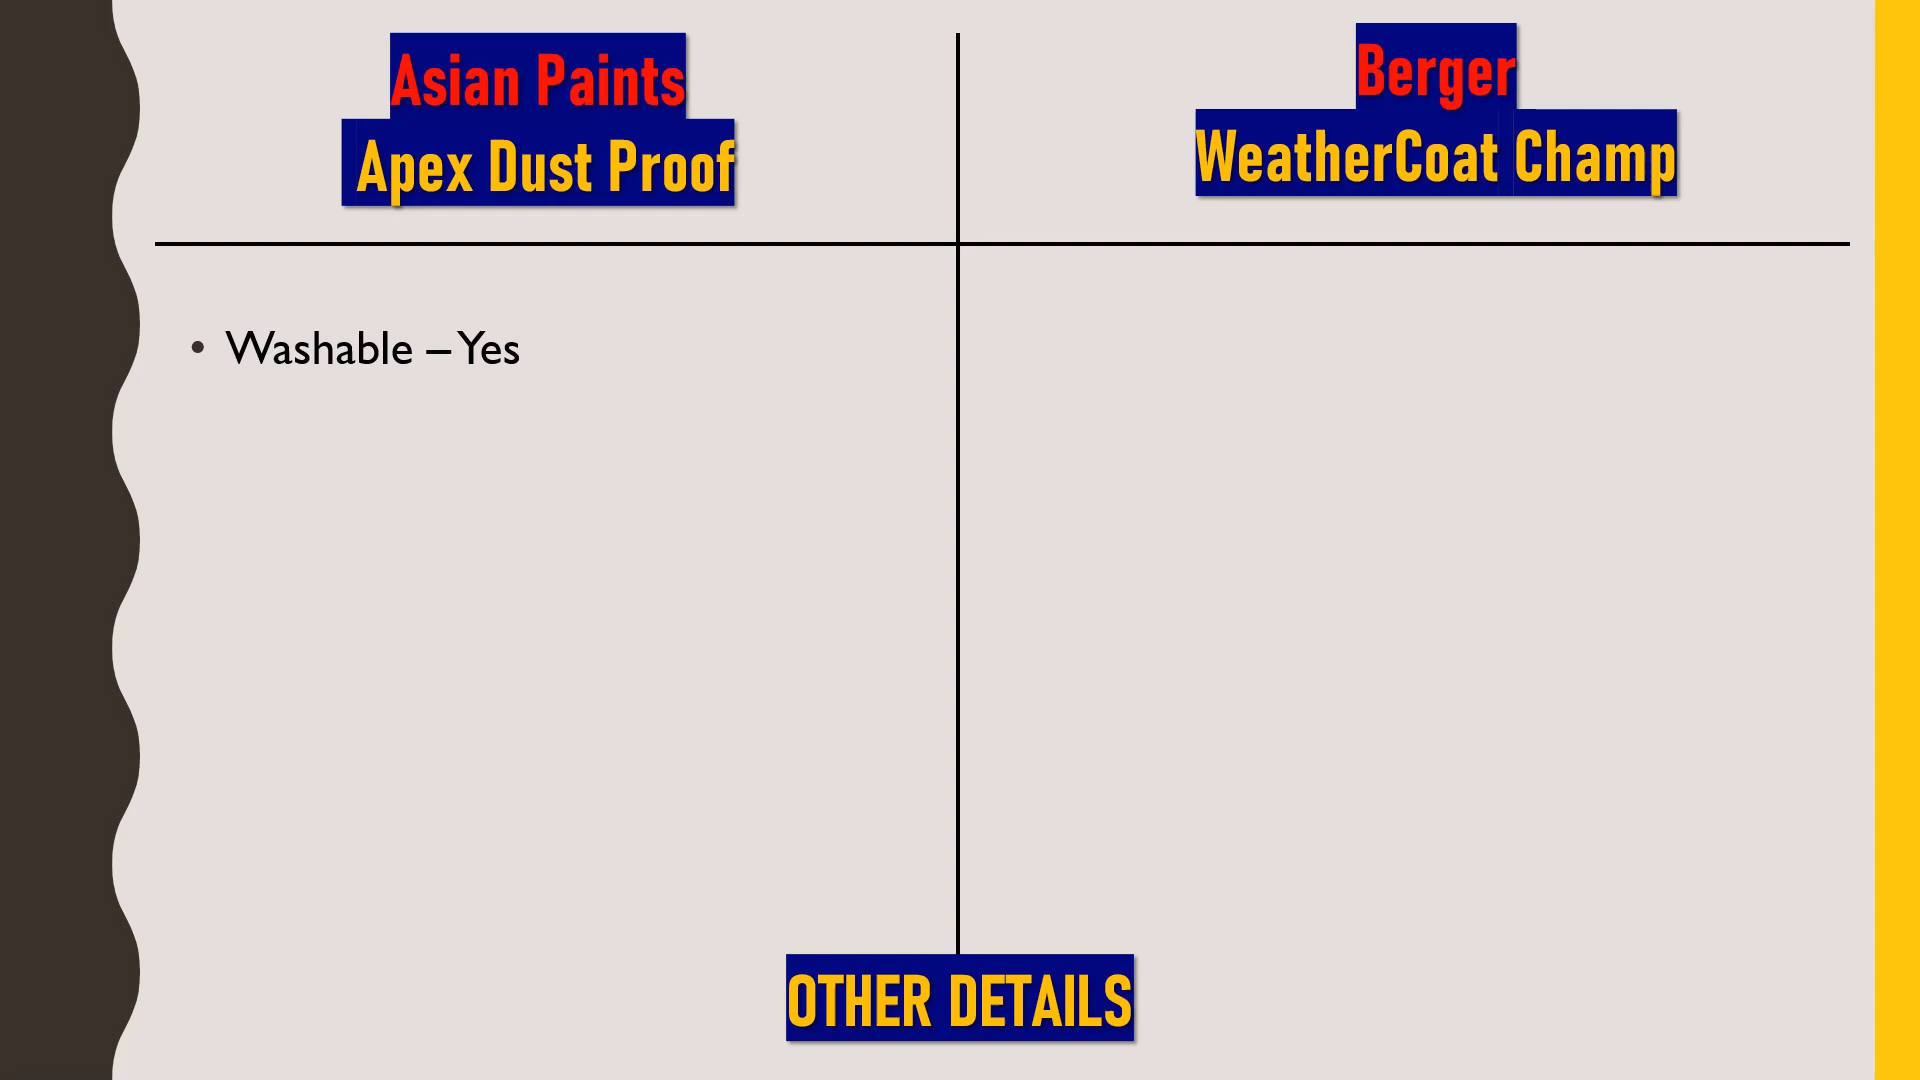 Asian Paints
Apex Dust Proof
Berger
WeatherCoat Champ
• Washable – Yes
OTHER DETAILS